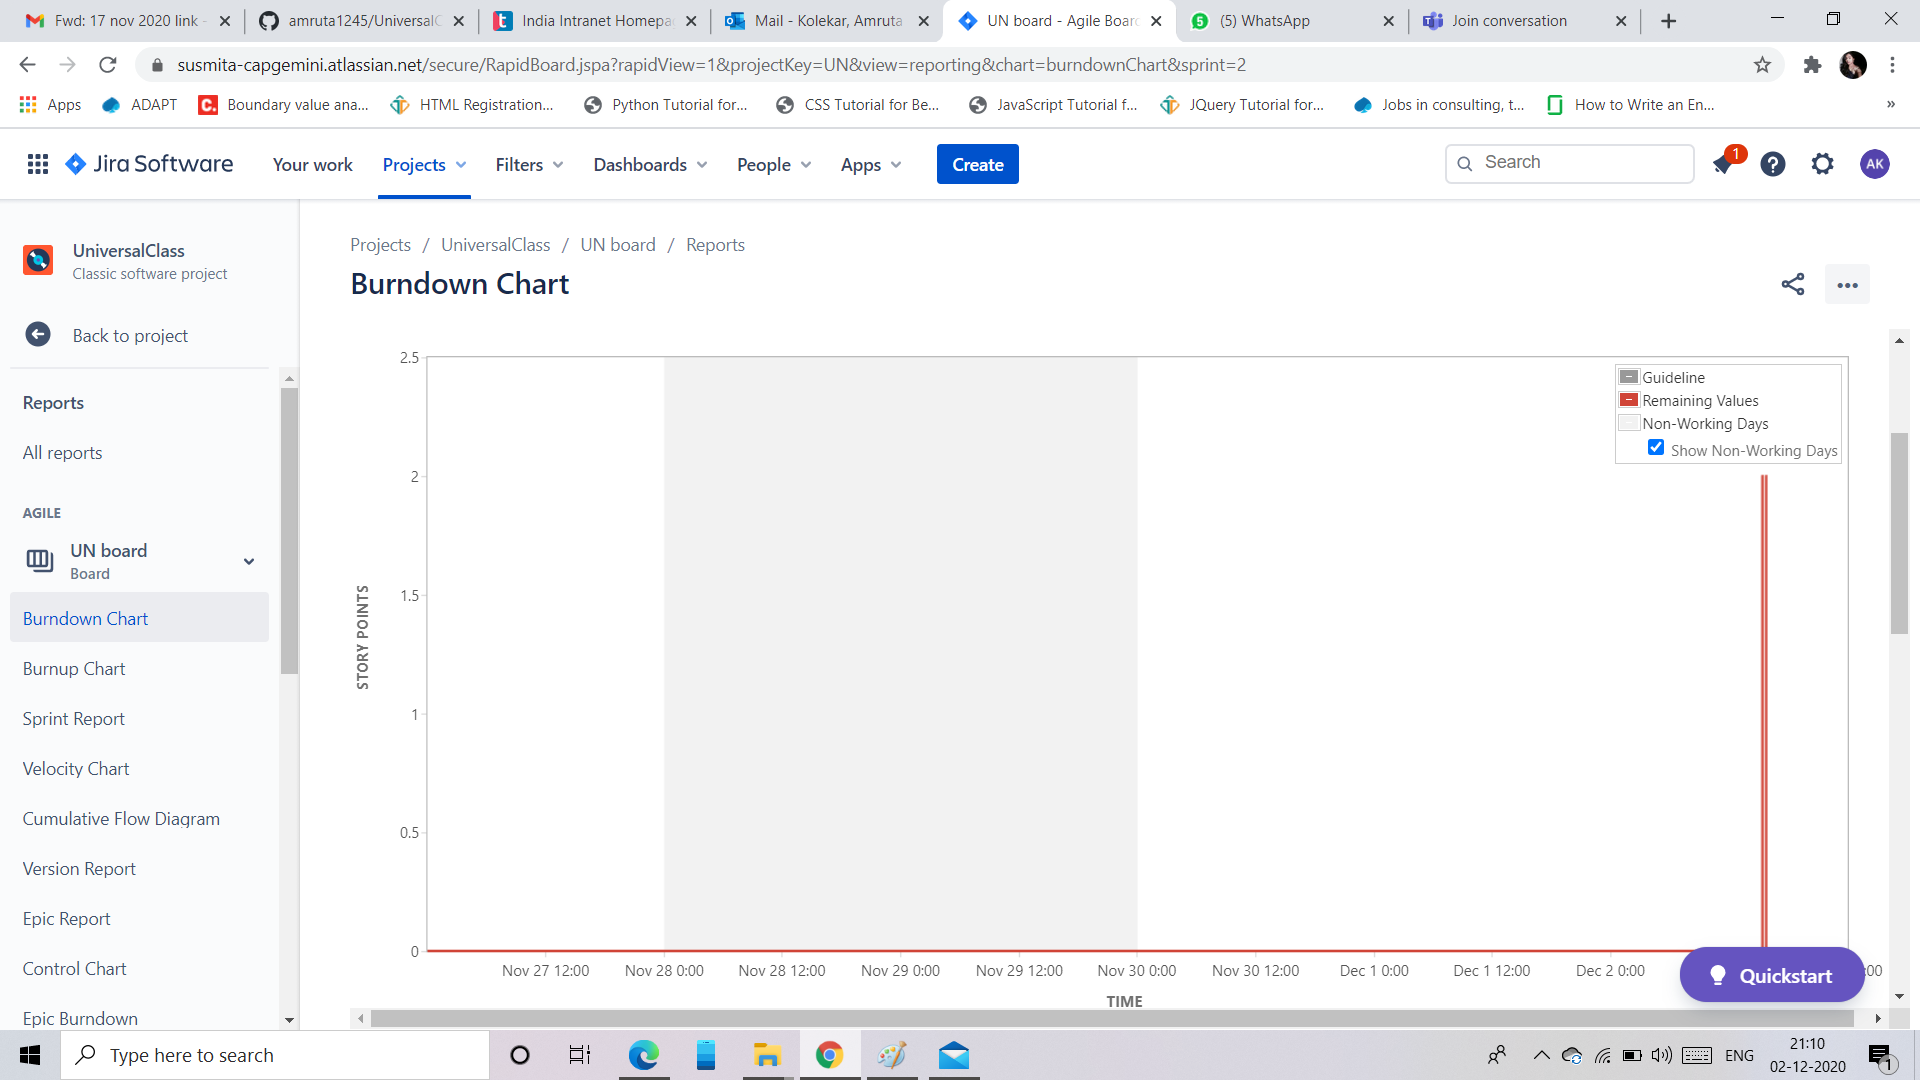 Fwd: 17 nov 2020 link -
amruta1245/UniversalC
India Intranet Homepa
Mail - Kolekar, Amruta
UN board - Agile Board
(5) WhatsApp
Join conversation
susmita-capgemini.atlassian.net/secure/RapidBoard.jspa?rapidView=1&projectKey=UN&view=reporting&chart=burndownChart&sprint=2
Apps
ADAPT
Boundary value ana...
HTML Registration...
Python Tutorial for...
CSS Tutorial for Be...
JavaScript Tutorial f...
JQuery Tutorial for...
Jobs in consulting, t...
How to Write an En...
»
Jira Software
Your work
Projects
Filters
Dashboards
People
Apps
Create
Search
1
AK
UniversalClass
Classic software project
Back to project
Reports
All reports
AGILE
UN board
Board
Burndown Chart
Burnup Chart
Sprint Report
Velocity Chart
Cumulative Flow Diagram
Version Report
Epic Report
Control Chart
Epic Burndown
Projects / UniversalClass / UN board / Reports
Burndown Chart
2.5
2
1.5
1
0.5
0
STORY POINTS
Guideline
Remaining Values
Non-Working Days
Show Non-Working Days
Nov 27 12:00
Nov 28 0:00
Nov 28 12:00
Nov 29 0:00
Nov 29 12:00
Nov 30 0:00
Nov 30 12:00
Dec 1 0:00
Dec 1 12:00
Dec 2 0:00
:00
TIME
Quickstart
Type here to search
ENG
21:10
02-12-2020
1